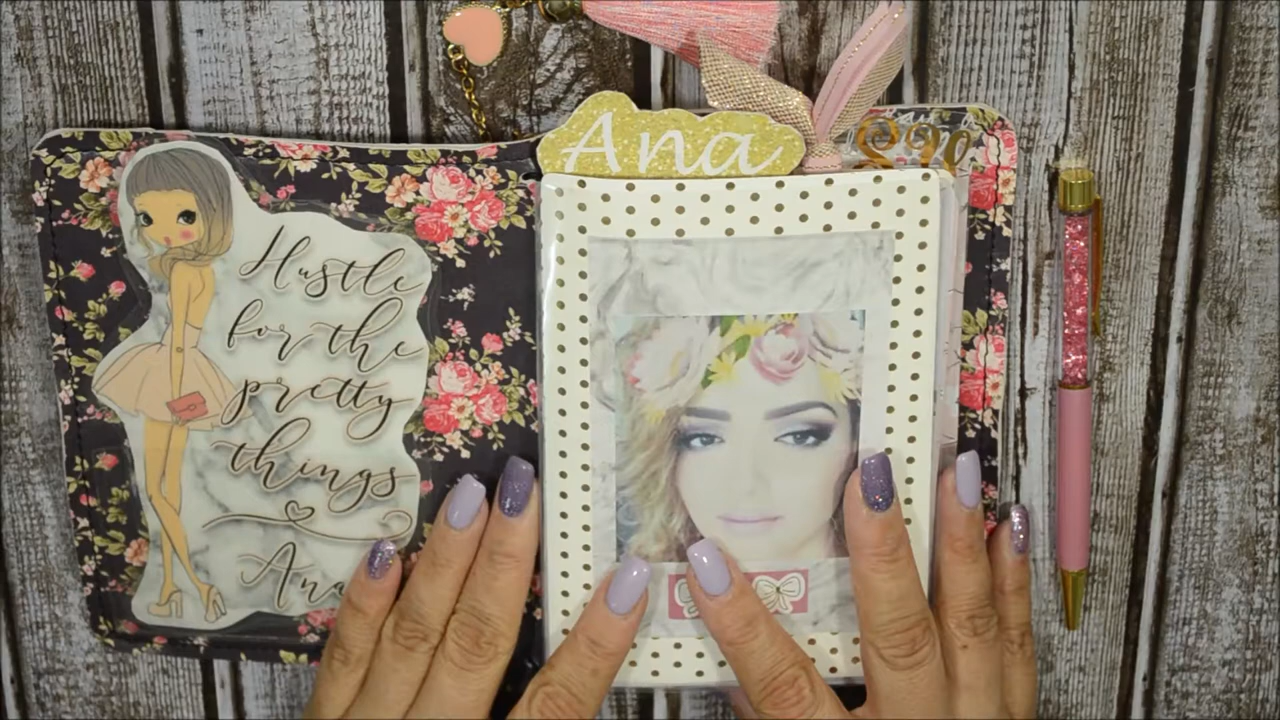 Hustle
for the
pretty
things
Ana
Ana